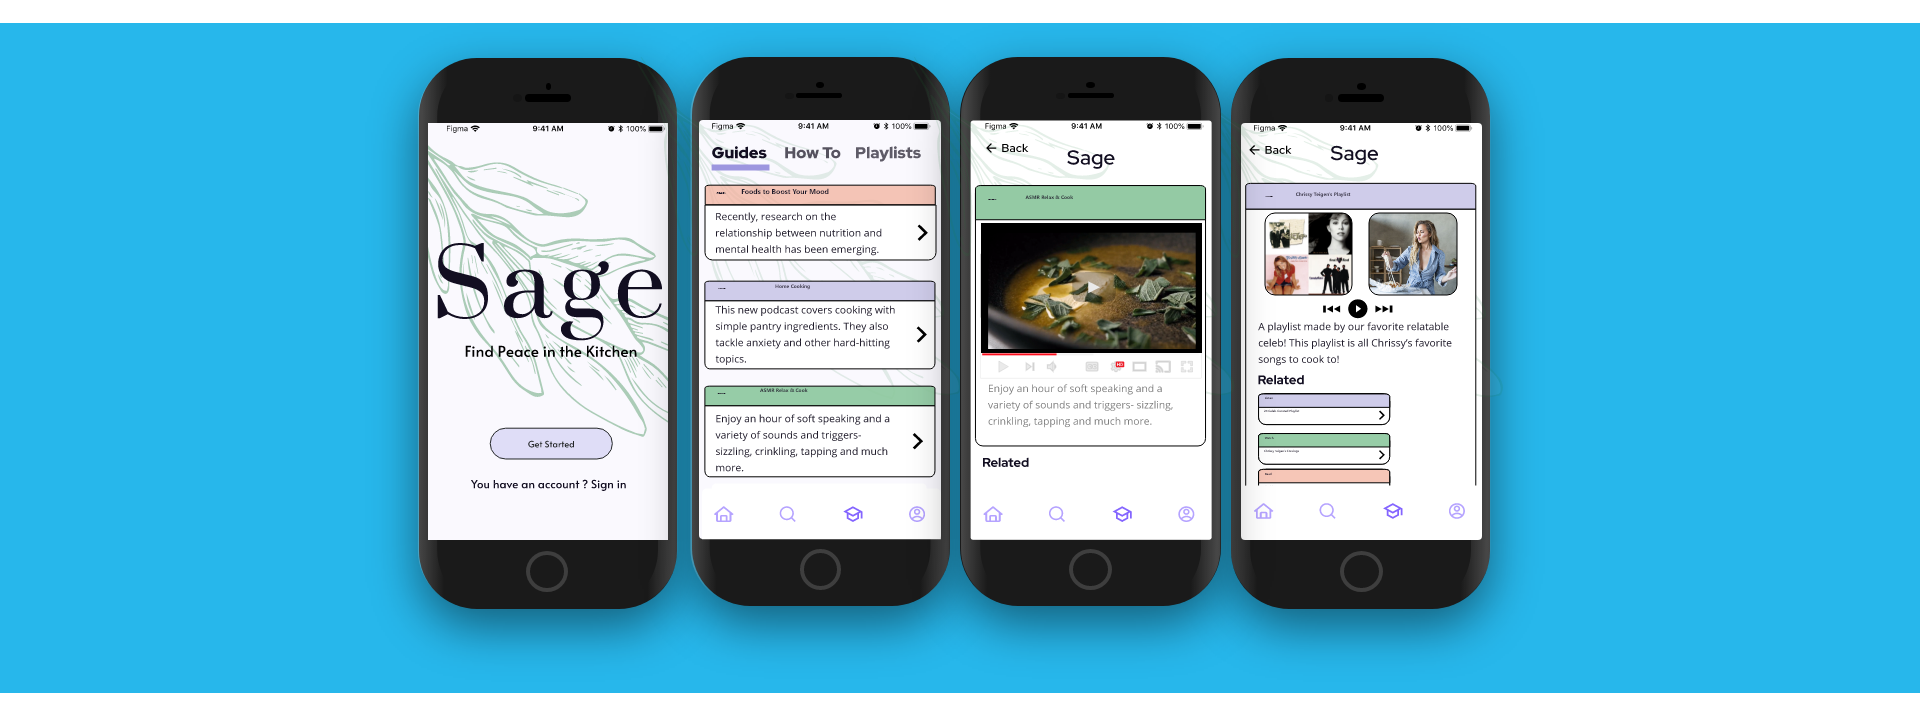 Figma
9:41 AM
100%
Sage
Find Peace in the Kitchen
Get Started
You have an account ? Sign in
Figma
9:41 AM
100%
Guides
How To
Playlists
Foods to Boost Your Mood
Recently, research on the
relationship between nutrition and
mental health has been emerging.
Home Cooking
This new podcast covers cooking with
simple pantry ingredients. They also
tackle anxiety and other hard-hitting
topics.
ASMR Relax & Cook
Enjoy an hour of soft speaking and a
variety of sounds and triggers-
sizzling, crinkling, tapping and much
more.
Figma
9:41 AM
100%
Back
Sage
ASMR Relax & Cook
HD
Enjoy an hour of soft speaking and a
variety of sounds and triggers- sizzling,
crinkling, tapping and much more.
Related
Figma
9:41 AM
100%
Back
Sage
Chrissy Teigen's Playlist
A playlist made by our favorite relatable
celeb! This playlist is all Chrissy's favorite
songs to cook to!
Related